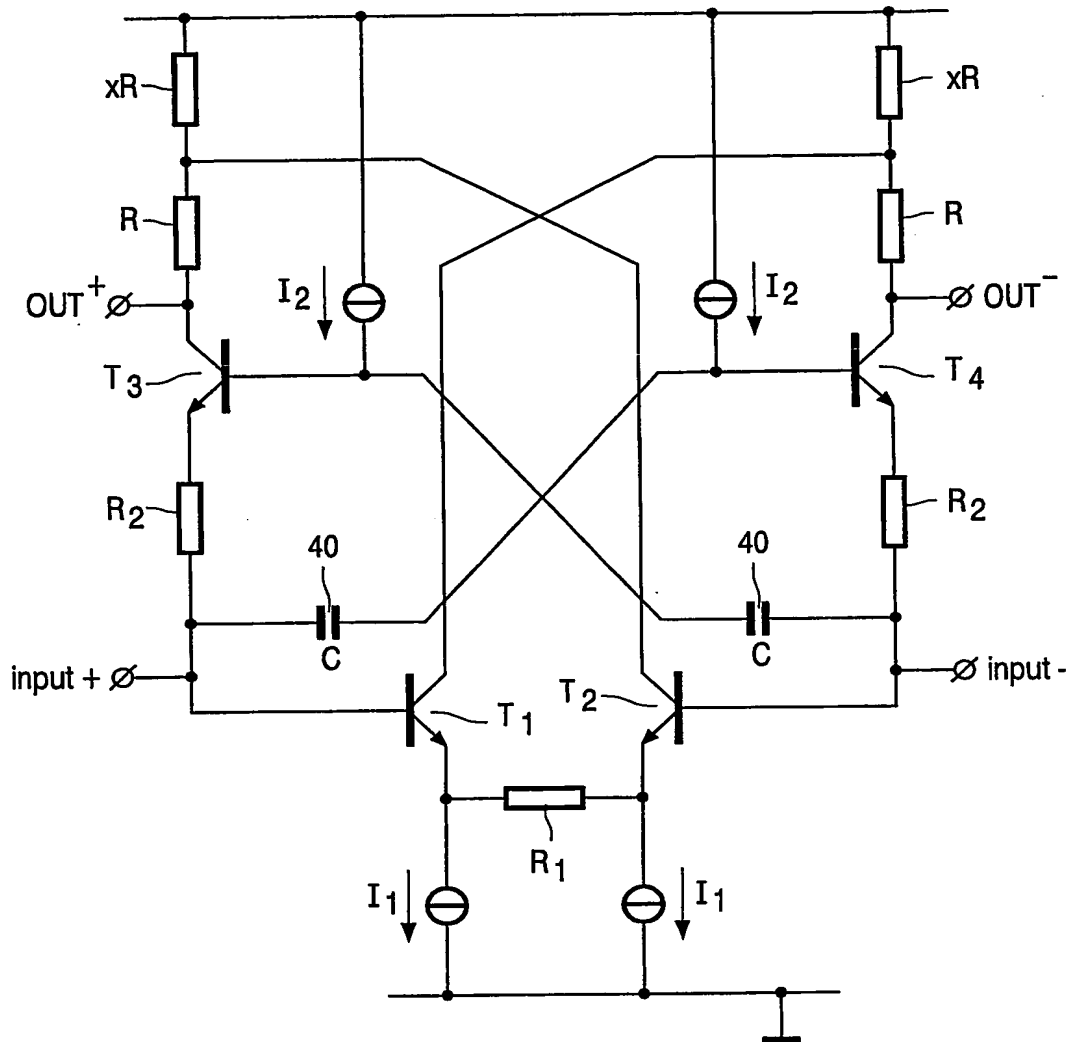 xR
xR
R
R
OUT+
I2
I2
OUT-
T3
T4
R2
R2
40
40
C
C
input +
input -
T1
T2
R1
I1
I1